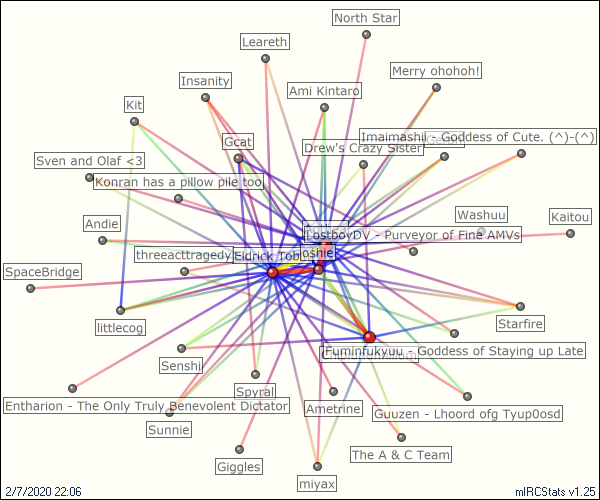 North Star
Leareth
Merry ohohoh!
Insanity
Ami Kintaro
Kit
Imaimashii - Goddess of Cute. (^)-(^)
Gcat
Drew's Crazy Sister
Sven and Olaf <3
Konran has a pillow pile too
Washuu
Kaitou
Andie
LostboyDV - Purveyor of Fine AMVs
threeacttragedy
Eldrick Tob
oshie
SpaceBridge
littlecog
Starfire
Senshi
Fuminfukyuu - Goddess of Staying up Late
Spyral
Entharion - The Only Truly Benevolent Dictator
Ametrine
Guuzen - Lhoord ofg Tyup0osd
Sunnie
The A & C Team
Giggles
miyax
2/7/2020 22:06
mIRCStats v1.25